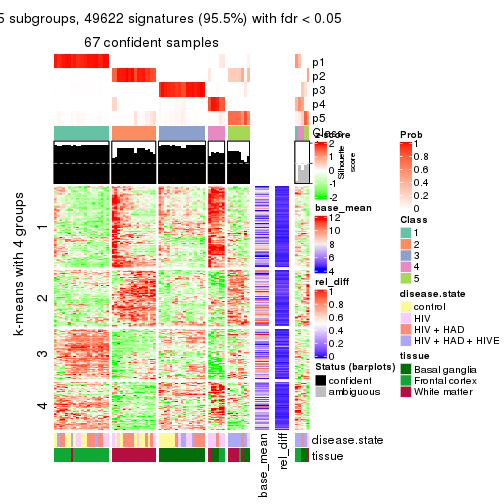 5 subgroups, 49622 signatures (95.5%) with fdr < 0.05
67 confident samples
p1
p2
p3
p4
p5
Class
Silhouette
score
k-means with 4 groups
1
2
3
4
base_mean
rel_diff
disease.state
tissue
z-score
2
1
0
-1
-2
base_mean
12
10
8
6
4
rel_diff
1
0.8
0.6
0.4
0.2
0
Status (barplots)
confident
ambiguous
Prob
1
0.8
0.6
0.4
0.2
0
Class
1
2
3
4
5
disease.state
control
HIV
HIV + HAD
HIV + HAD + HIVE
tissue
Basal ganglia
Frontal cortex
White matter